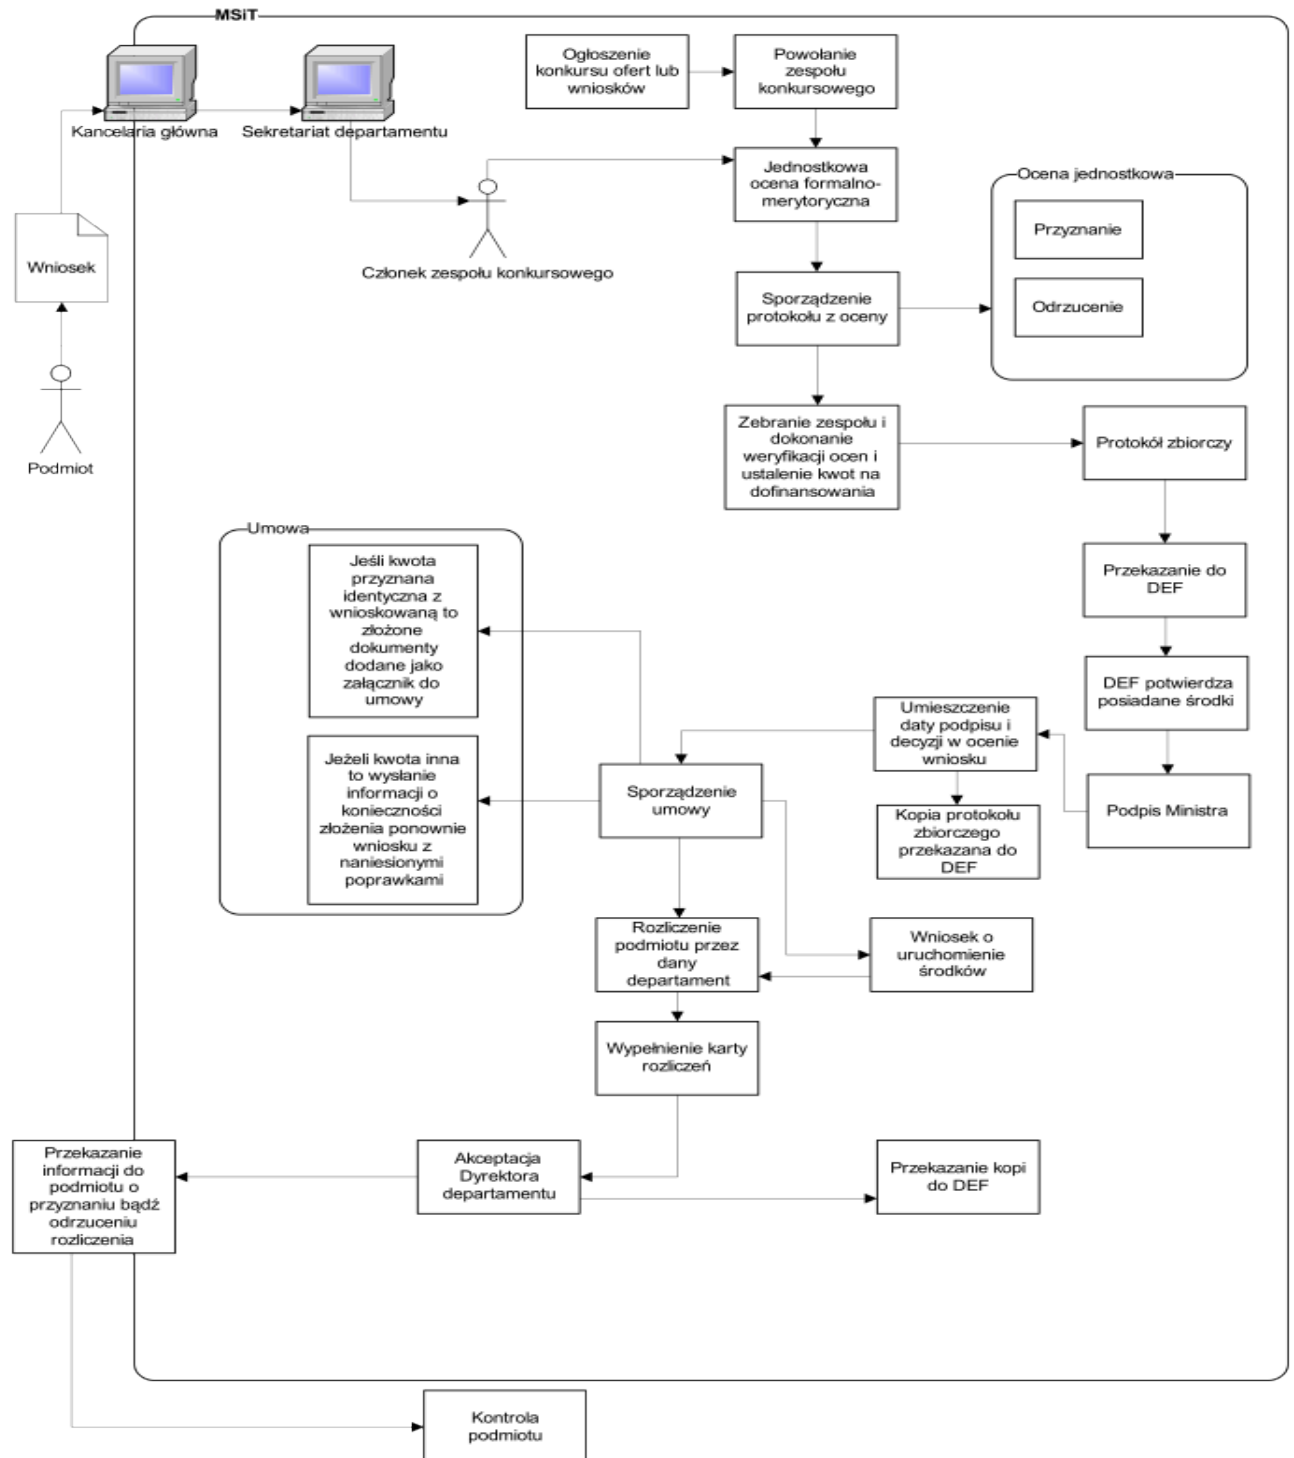 MSiT
Ogłoszenie
konkursu ofert lub
wniosków
Powołanie
zespołu
konkursowego
Kancelaria główna
Sekretariat departamentu
Jednostkowa
ocena formalno-
merytoryczna
Ocena jednostkowa
Przyznanie
Odrzucenie
Wniosek
Członek zespołu konkursowego
Sporządzenie
protokołu z oceny
Podmiot
Zebranie zespołu i
dokonanie
weryfikacji ocen i
ustalenie kwot na
dofinansowania
Protokół zbiorczy
Umowa
Jeśli kwota
przyznana
identyczna z
wnioskowaną to
złożone
dokumenty
dodane jako
załącznik do
umowy
Przekazanie do
DEF
DEF potwierdza
posiadane środki
Umieszczenie
daty podpisu i
decyzji w ocenie
wniosku
Jeżeli kwota inna
to wysłanie
informacji o
konieczności
złożenia ponownie
wniosku z
naniesionymi
poprawkami
Sporządzenie
umowy
Kopia protokołu
zbiorczego
przekazana do
DEF
Podpis Ministra
Rozliczenie
podmiotu przez
dany
departament
Wniosek o
uruchomienie
środków
Wypełnienie karty
rozliczeń
Przekazanie
informacji do
podmiotu o
przyznaniu bądź
odrzuceniu
rozliczenia
Akceptacja
Dyrektora
departamentu
Przekazanie kopi
do DEF
Kontrola
podmiotu